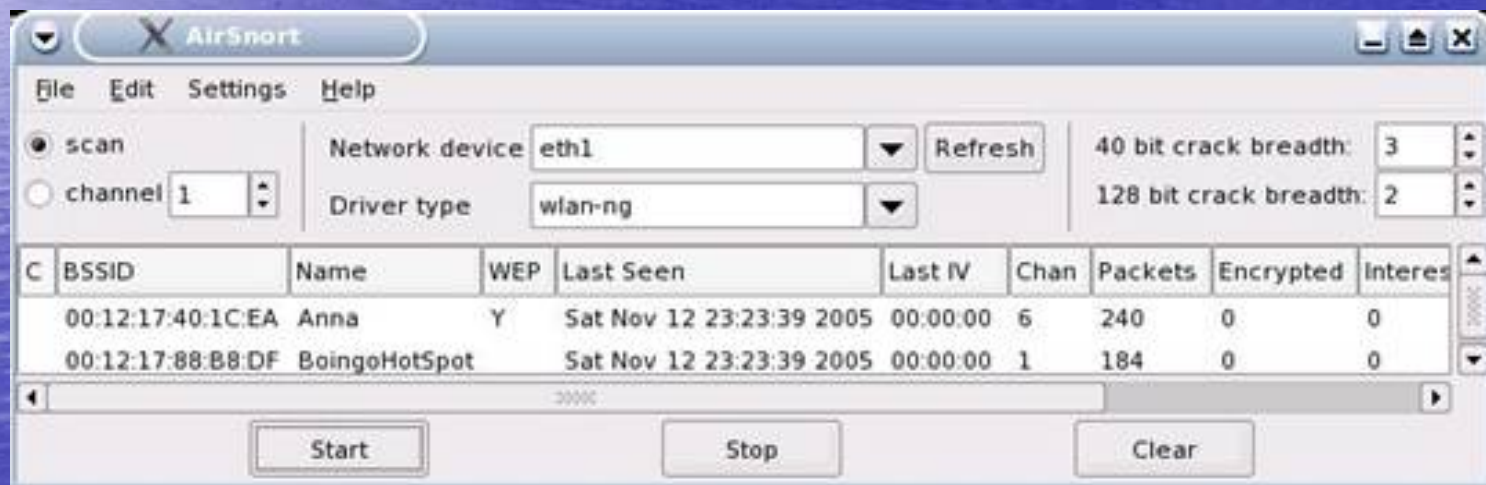 AirSnort
File Edit Settings Help
scan Network device eth1 Refresh 40 bit crack breadth: 3
channel 1 Driver type wlan-ng 128 bit crack breadth: 2
C BSSID Name WEP Last Seen Last IV Chan Packets Encrypted Interes
00:12:17:40:1C:EA Anna Y Sat Nov 12 23:23:39 2005 00:00:00 6 240 0 0
00:12:17:88:B8:DF BoingoHotSpot Sat Nov 12 23:23:39 2005 00:00:00 1 184 0 0
Start Stop Clear